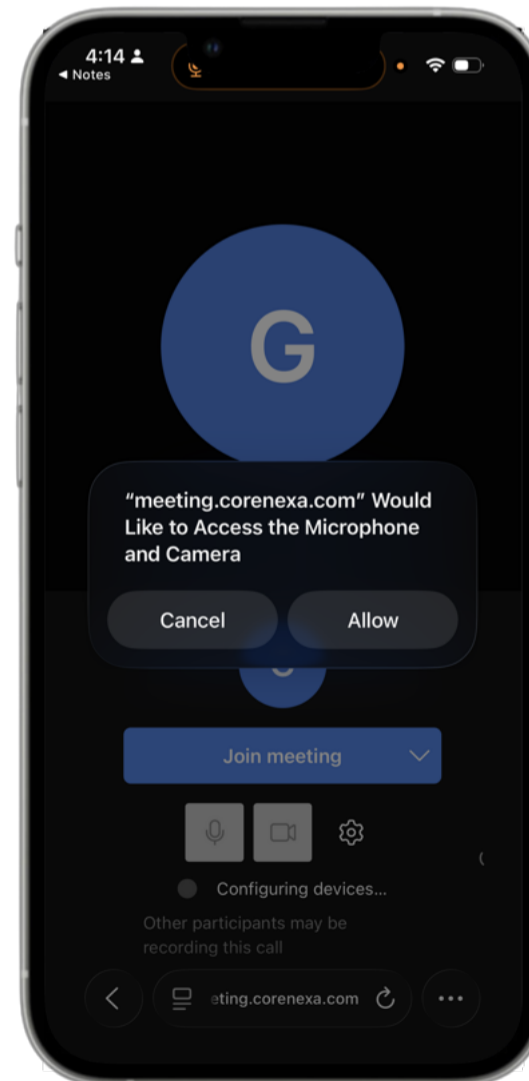 4:14
◀ Notes
G
“meeting.corenexa.com” Would
Like to Access the Microphone
and Camera
Cancel
Allow
Join meeting
Configuring devices...
Other participants may be
recording this call
eting.corenexa.com